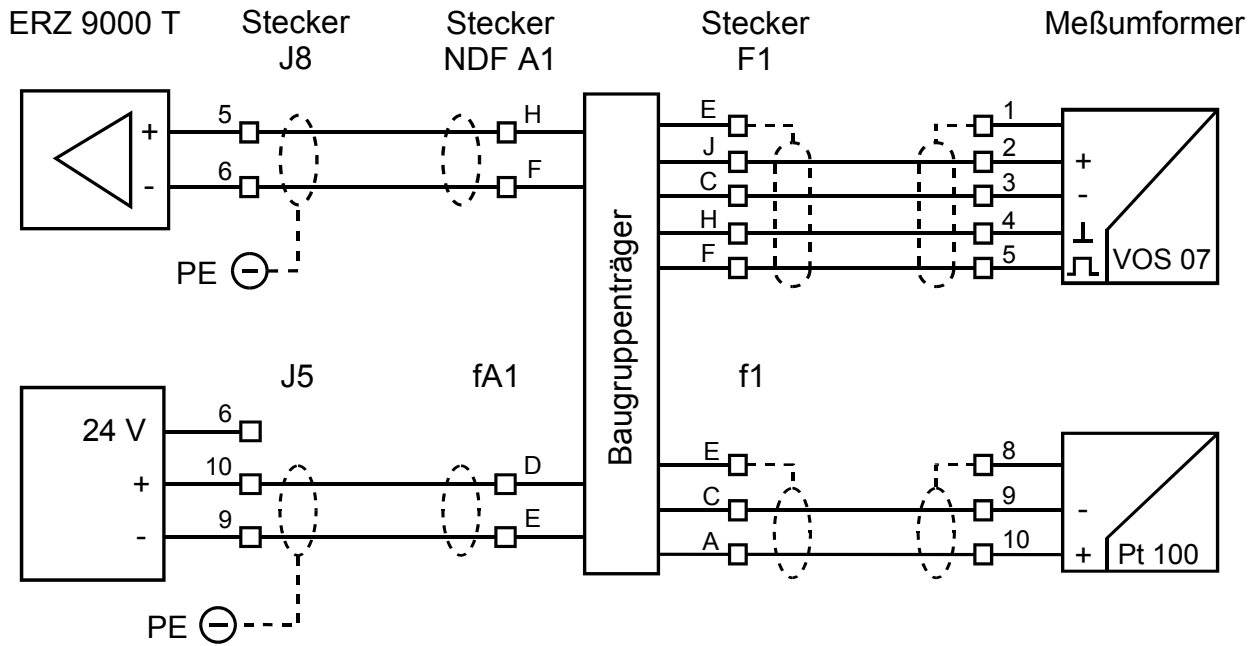 ERZ 9000 T
Stecker
J8
Stecker
NDF A1
Stecker
F1
Meßumformer
+
-
5
6
H
F
PE
Baugruppenträger
E
J
C
H
F
1
2
3
4
5
+
-
VOS 07
J5
fA1
f1
24 V
+
-
6
10
9
D
E
PE
E
C
A
8
9
10
-
+
Pt 100